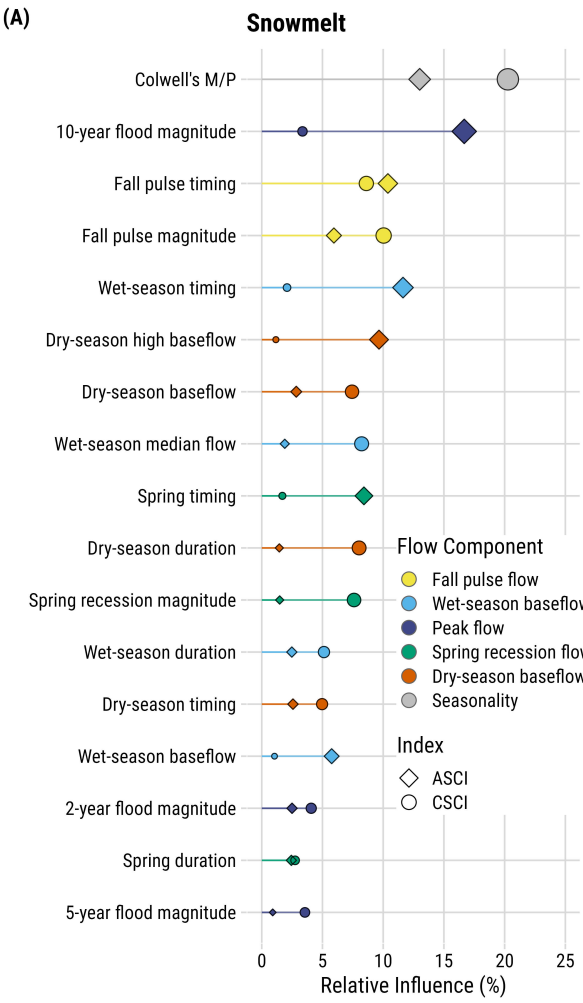 (A)
Snowmelt
Colwell's M/P
10-year flood magnitude
Fall pulse timing
Fall pulse magnitude
Wet-season timing
Dry-season high baseflow
Dry-season baseflow
Wet-season median flow
Spring timing
Dry-season duration
Spring recession magnitude
Wet-season duration
Dry-season timing
Wet-season baseflow
2-year flood magnitude
Spring duration
5-year flood magnitude
Flow Component
Fall pulse flow
Wet-season baseflow
Peak flow
Spring recession flow
Dry-season baseflow
Seasonality
Index
ASCI
CSCI
0 5 10 15 20 25
Relative Influence (%)